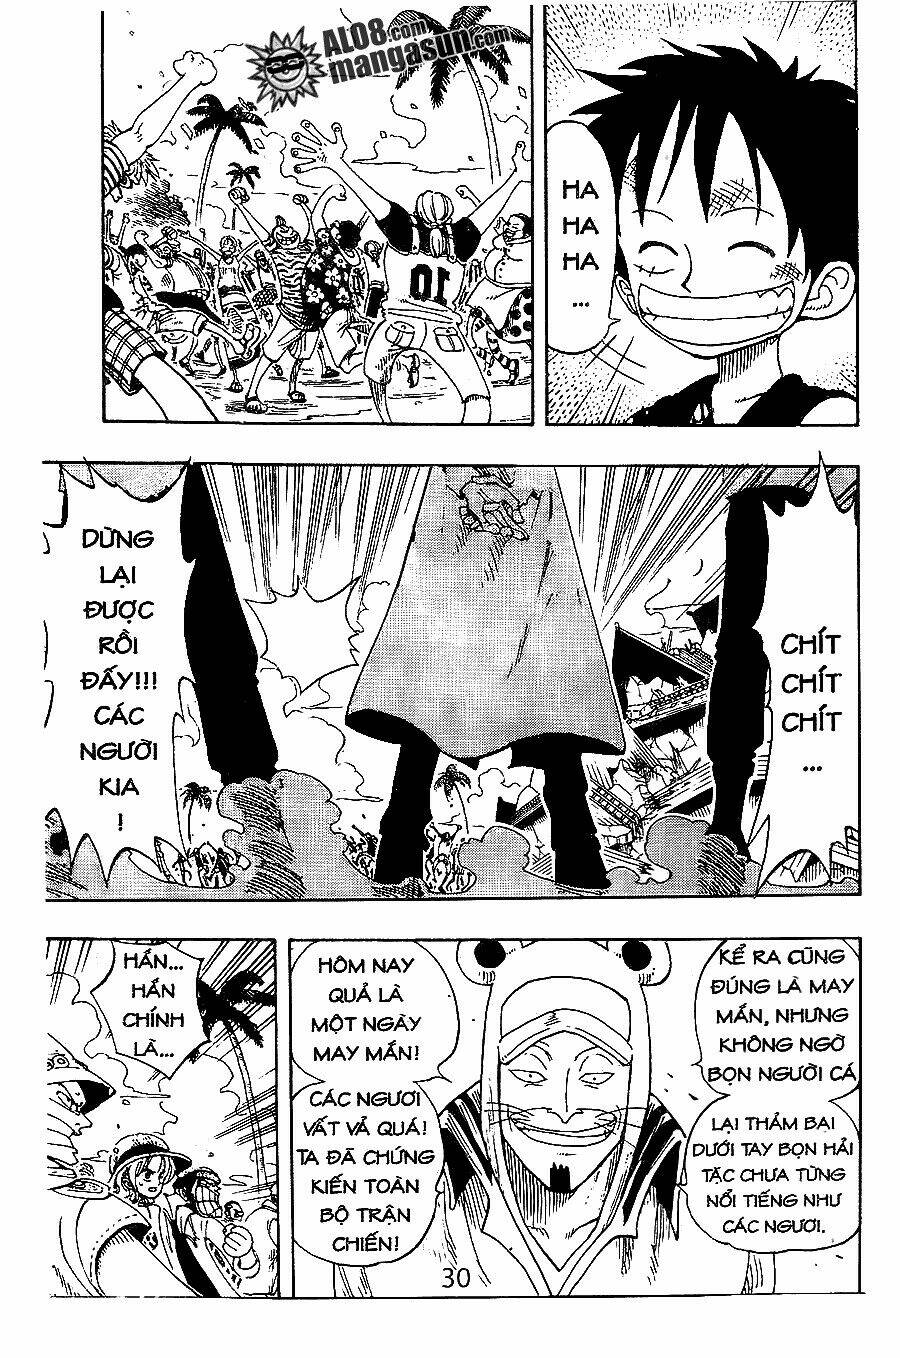 AL08.com
mangasun.com
HA
HA
HA
...
10
CHÍT
CHÍT
CHÍT
...
DỪNG
LẠI
ĐƯỢC
RỒI
ĐẤY!!!
CÁC
NGƯỜI
KIA
!
KỂ RA CŨNG
ĐÚNG LÀ MAY
MẮN, NHƯNG
KHÔNG NGỜ
BỌN NGƯỜI CÁ
LẠI THẢM BẠI
DƯỚI TAY BỌN HẢI
TẶC CHƯA TỪNG
NỔI TIẾNG NHƯ
CÁC NGƯƠI.
HÔM NAY
QUẢ LÀ
MỘT NGÀY
MAY MẮN!
CÁC NGƯƠI
VẤT VẢ QUÁ!
TA ĐÃ CHỨNG
KIẾN TOÀN
BỘ TRẬN
CHIẾN!
HẮN...
HẮN
CHÍNH
LÀ...
30